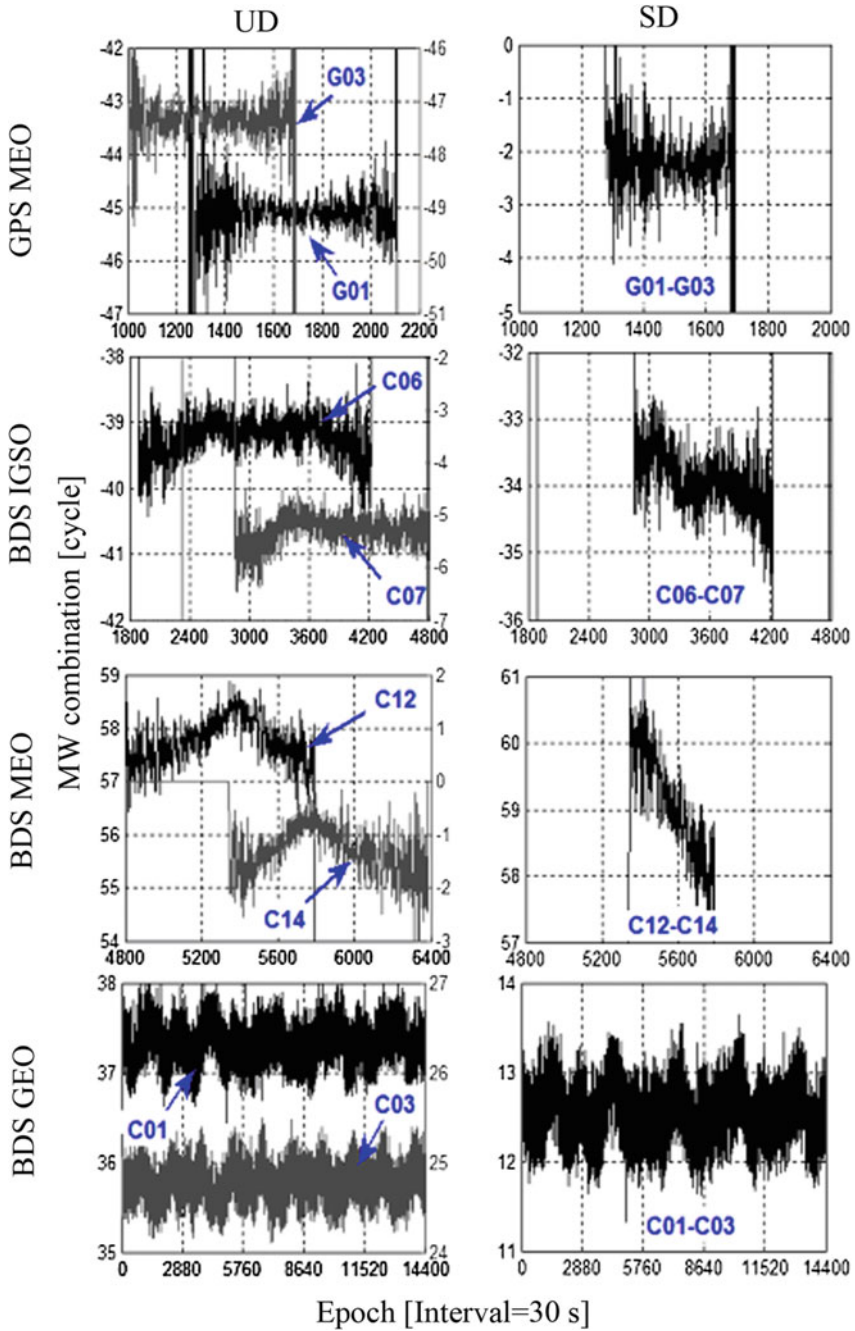 UD SD
GPS MEO
-42 -43 -44 -45 -46 -47
-46 -47 -48 -49 -50 -51
G03
G01
1000 1200 1400 1600 1800 2000 2200
0 -1 -2 -3 -4 -5
G01-G03
1000 1200 1400 1600 1800 2000
MW combination [cycle]
BDS IGSO
-38 -39 -40 -41 -42
-2 -3 -4 -5 -6 -7
C06
C07
1800 2400 3000 3600 4200 4800
-32 -33 -34 -35 -36
C06-C07
1800 2400 3000 3600 4200 4800
BDS MEO
59 58 57 56 55 54
2 1 0 -1 -2 -3
C12
C14
4800 5200 5600 6000 6400
61 60 59 58 57
C12-C14
4800 5200 5600 6000 6400
BDS GEO
38 37 36 35
27 26 25 24
C01
C03
0 2880 5760 8640 11520 14400
14 13 12 11
C01-C03
0 2880 5760 8640 11520 14400
Epoch [Interval=30 s]